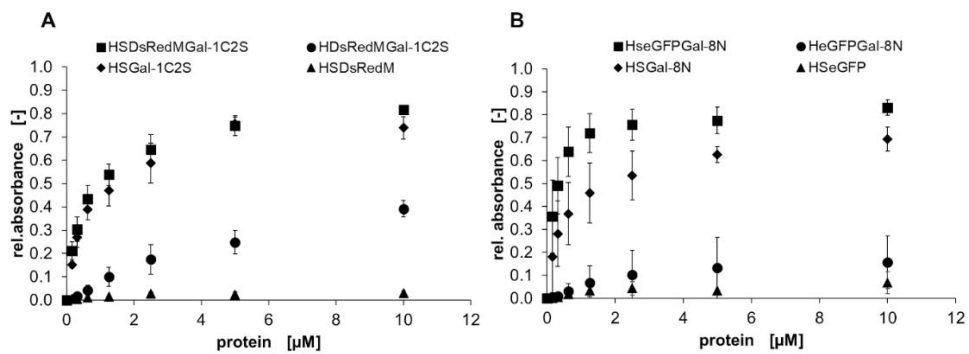 A
HSDsRedMGal-1C2S HDsRedMGal-1C2S
HSGal-1C2S HSDsRedM
1.0
0.9
0.8
0.7
0.6
0.5
0.4
0.3
0.2
0.1
0.0
rel.absorbance [-]
0 2 4 6 8 10 12
protein [µM]
B
HseGFPGal-8N HeGFPGal-8N
HSGal-8N HSeGFP
1.0
0.9
0.8
0.7
0.6
0.5
0.4
0.3
0.2
0.1
0.0
rel. absorbance [-]
0 2 4 6 8 10 12
protein [µM]